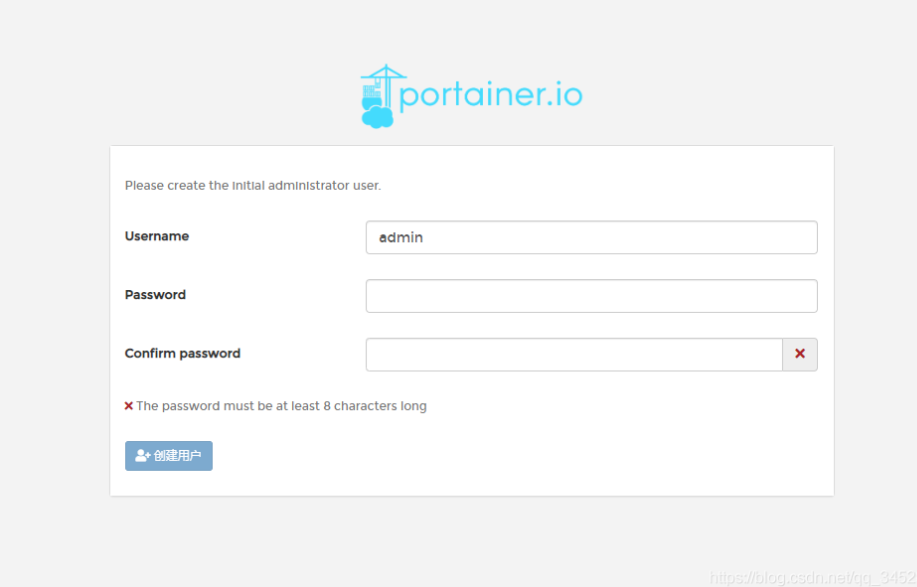 portainer.io
Please create the initial administrator user.
Username
admin
Password
Confirm password
The password must be at least 8 characters long
创建用户
https://blog.csdn.net/qq_3452